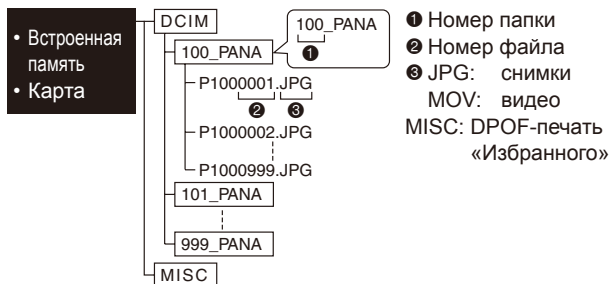 • Встроенная
память
• Карта
DCIM
100_PANA
100_PANA
❶
P1000001.JPG
❷ ❸
P1000002.JPG
P1000999.JPG
101_PANA
999_PANA
MISC
❶ Номер папки
❷ Номер файла
❸ JPG: снимки
MOV: видео
MISC: DPOF-печать
«Избранного»